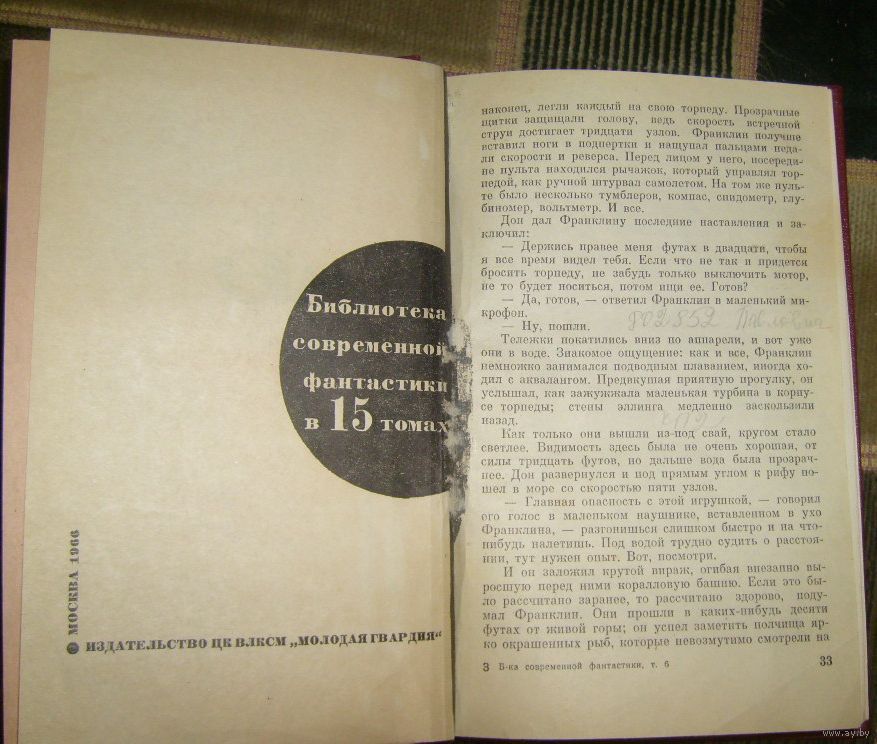 Библиотека
современной
фантастики
в 15 томах
МОСКВА 1966
ИЗДАТЕЛЬСТВО ЦК ВЛКСМ „МОЛОДАЯ ГВАРДИЯ“
наконец, легли каждый на свою торпеду. Прозрачные
щитки защищали голову, ведь скорость встречной
струи достигает тридцати узлов. Франклин получше
вставил ноги в подпертки и нащупал пальцами педа-
ли скорости и реверса. Перед лицом у него, посереди-
не пульта находился рычажок, который управлял тор-
педой, как ручной штурвал самолетом. На том же пуль-
те было несколько тумблеров, компас, спидометр, глу-
биномер, вольтметр. И все.
Дон дал Франклину последние наставления и за-
ключил:
— Держись правее меня футах в двадцати, чтобы
я все время видел тебя. Если что не так и придется
бросить торпеду, не забудь только выключить мотор,
не то будет носиться, потом ищи ее. Готов?
— Да, готов, — ответил Франклин в маленький ми-
крофон.
— Ну, пошли.
802852
Тележки покатились вниз по аппарели, и вот уже
они в воде. Знакомое ощущение: как и все, Франклин
немножко занимался подводным плаванием, иногда хо-
дил с аквалангом. Предвкушая приятную прогулку, он
услышал, как зажужжала маленькая турбина в корпу-
се торпеды; стены эллинга медленно заскользили
назад.
Как только они вышли из-под свай, кругом стало
светлее. Видимость здесь была не очень хорошая, от
силы тридцать футов, но дальше вода была прозрач-
нее. Дон развернулся и под прямым углом к рифу по-
шел в море со скоростью пяти узлов.
— Главная опасность с этой игрушкой, — говорил
его голос в маленьком наушнике, вставленном в ухо
Франклина, — разгонишься слишком быстро и на что-
нибудь налетишь. Под водой трудно судить о расстоя-
нии, тут нужен опыт. Вот, посмотри.
И он заложил крутой вираж, огибая внезапно вы-
росшую перед ними коралловую башню. Если это бы-
ло рассчитано заранее, то рассчитано здорово, поду-
мал Франклин. Они прошли в каких-нибудь десяти
футах от живой горы; он успел заметить полчища яр-
ко окрашенных рыб, которые невозмутимо смотрели на
3 Б-ка современной фантастики, т. 6
33
www.ay.by